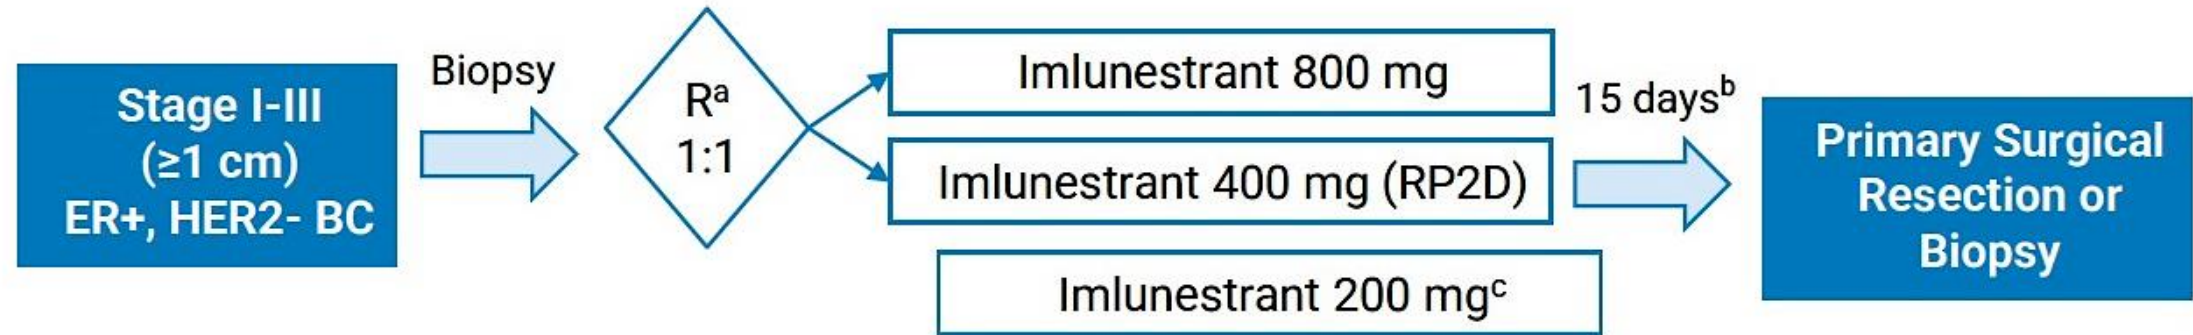 Stage I-III
(≥1 cm)
ER+, HER2- BC
Biopsy
Rᵃ
1:1
Imlunestrant 800 mg
Imlunestrant 400 mg (RP2D)
Imlunestrant 200 mgᶜ
15 daysᵇ
Primary Surgical
Resection or
Biopsy